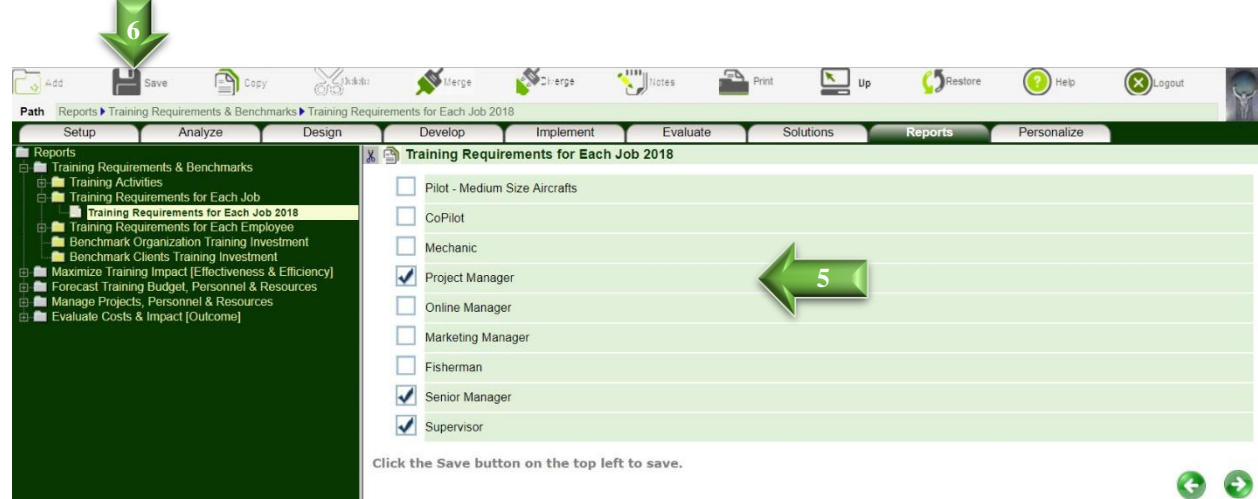 6
Add Save Copy Delete Merge Diverge Notes Print Up Restore Help Logout
Path Reports Training Requirements & Benchmarks Training Requirements for Each Job 2018
Setup Analyze Design Develop Implement Evaluate Solutions Reports Personalize
Reports
Training Requirements & Benchmarks
Training Activities
Training Requirements for Each Job
Training Requirements for Each Job 2018
Training Requirements for Each Employee
Benchmark Organization Training Investment
Benchmark Clients Training Investment
Maximize Training Impact [Effectiveness & Efficiency]
Forecast Training Budget, Personnel & Resources
Manage Projects, Personnel & Resources
Evaluate Costs & Impact [Outcome]
Training Requirements for Each Job 2018
Pilot - Medium Size Aircrafts
CoPilot
Mechanic
Project Manager
5
Online Manager
Marketing Manager
Fisherman
Senior Manager
Supervisor
Click the Save button on the top left to save.